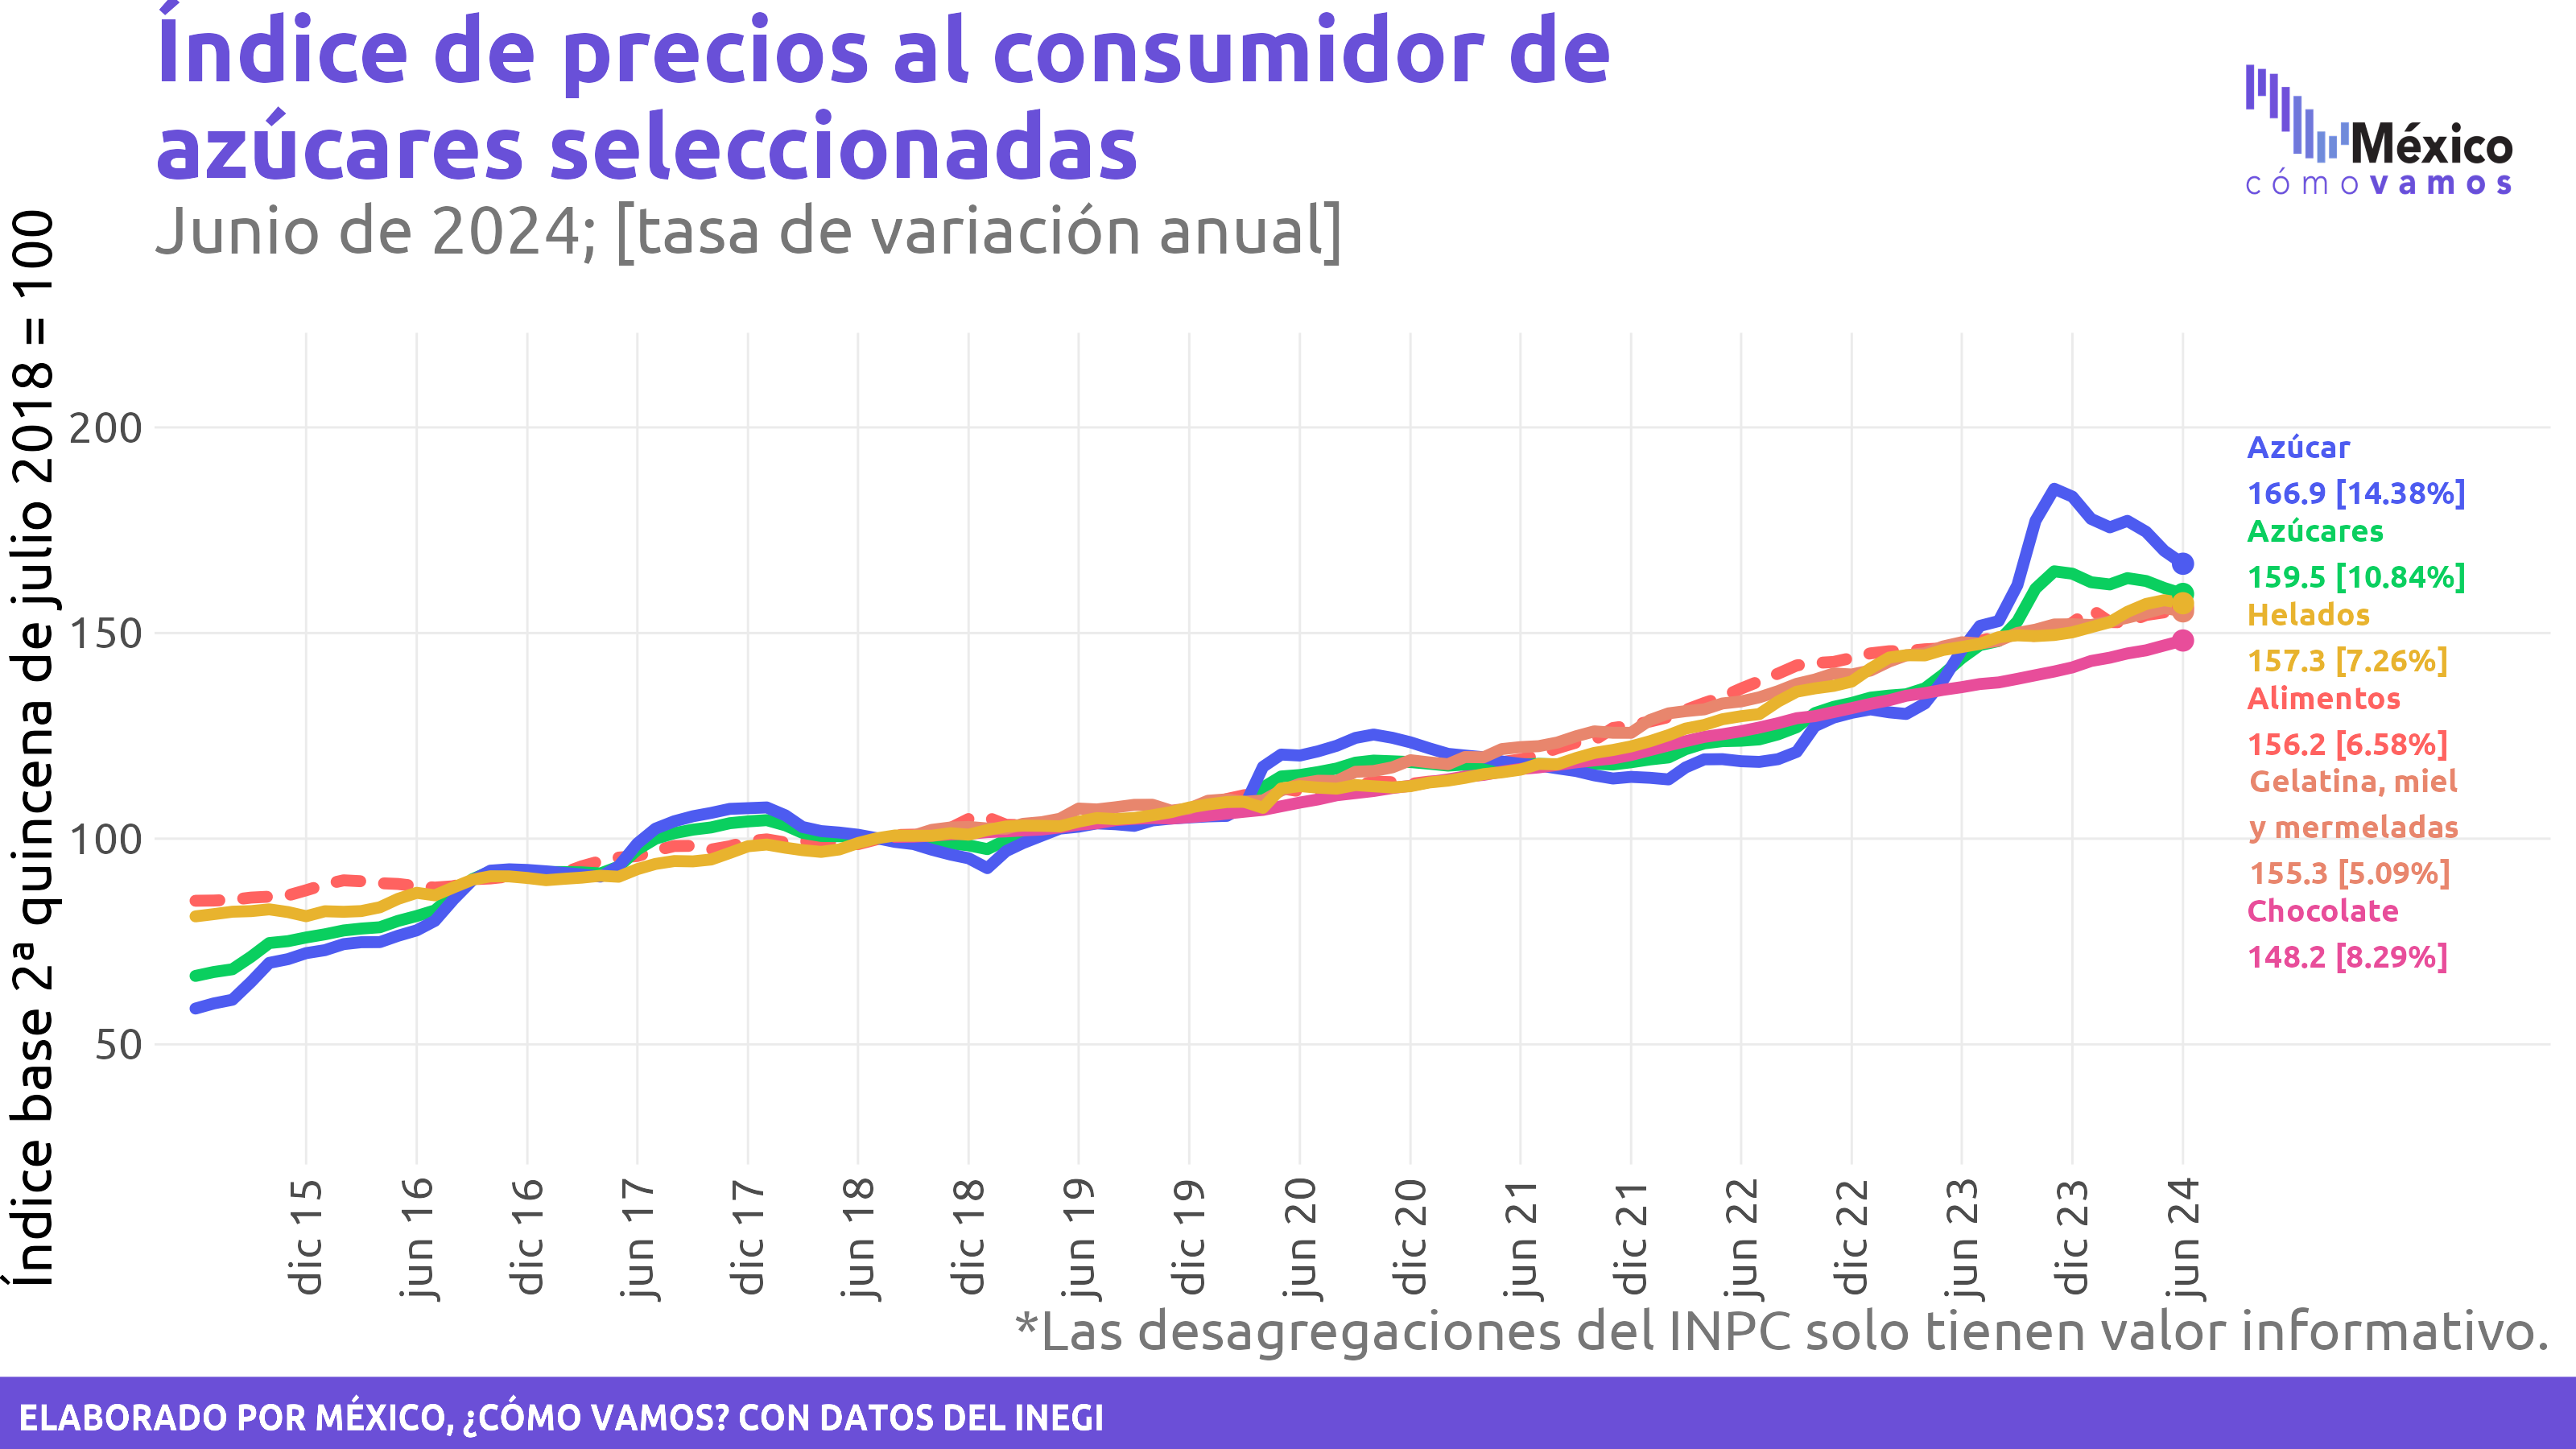 Índice de precios al consumidor de
azúcares seleccionadas
Junio de 2024; [tasa de variación anual]
México
cómo vamos
Índice base 2ª quincena de julio 2018 = 100
200
150
100
50
Azúcar
166.9 [14.38%]
Azúcares
159.5 [10.84%]
Helados
157.3 [7.26%]
Alimentos
156.2 [6.58%]
Gelatina, miel
y mermeladas
155.3 [5.09%]
Chocolate
148.2 [8.29%]
dic 15
jun 16
dic 16
jun 17
dic 17
jun 18
dic 18
jun 19
dic 19
jun 20
dic 20
jun 21
dic 21
jun 22
dic 22
jun 23
dic 23
jun 24
*Las desagregaciones del INPC solo tienen valor informativo.
ELABORADO POR MÉXICO, ¿CÓMO VAMOS? CON DATOS DEL INEGI